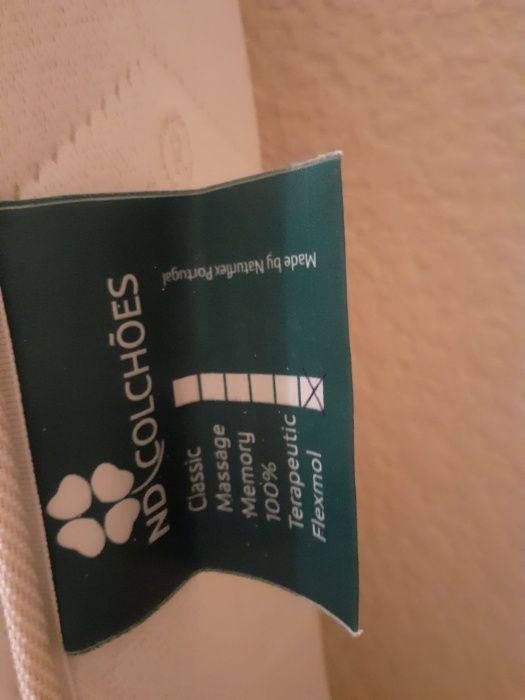 ND COLCHÕES
Classic
Massage
Memory
100%
Terapeutic
Flexmol
Made by Naturflex Portugal